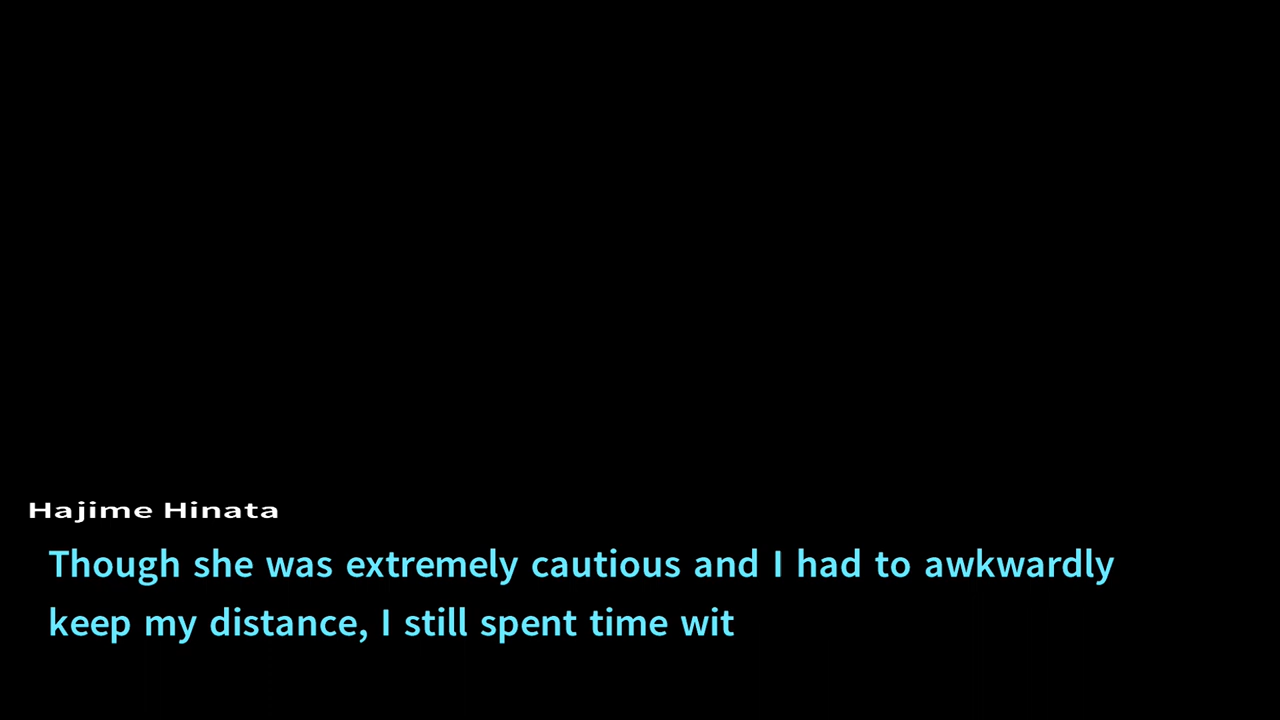 Hajime Hinata
Though she was extremely cautious and I had to awkwardly
keep my distance, I still spent time wit